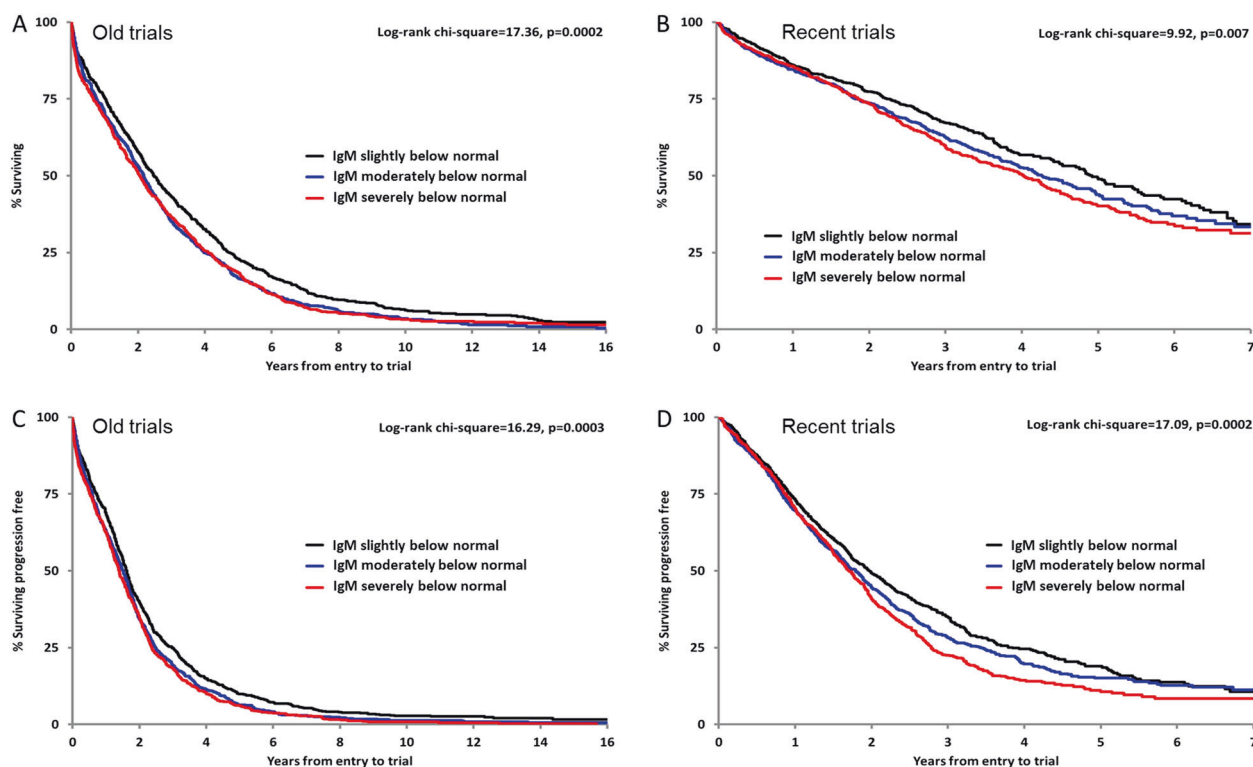 A Old trials
Log-rank chi-square=17.36, p=0.0002
% Surviving
100
75
50
25
0
IgM slightly below normal
IgM moderately below normal
IgM severely below normal
0 2 4 6 8 10 12 14 16
Years from entry to trial
B Recent trials
Log-rank chi-square=9.92, p=0.007
% Surviving
100
75
50
25
0
IgM slightly below normal
IgM moderately below normal
IgM severely below normal
0 1 2 3 4 5 6 7
Years from entry to trial
C Old trials
Log-rank chi-square=16.29, p=0.0003
% Surviving progression free
100
75
50
25
0
IgM slightly below normal
IgM moderately below normal
IgM severely below normal
0 2 4 6 8 10 12 14 16
Years from entry to trial
D Recent trials
Log-rank chi-square=17.09, p=0.0002
% Surviving progression free
100
75
50
25
0
IgM slightly below normal
IgM moderately below normal
IgM severely below normal
0 1 2 3 4 5 6 7
Years from entry to trial